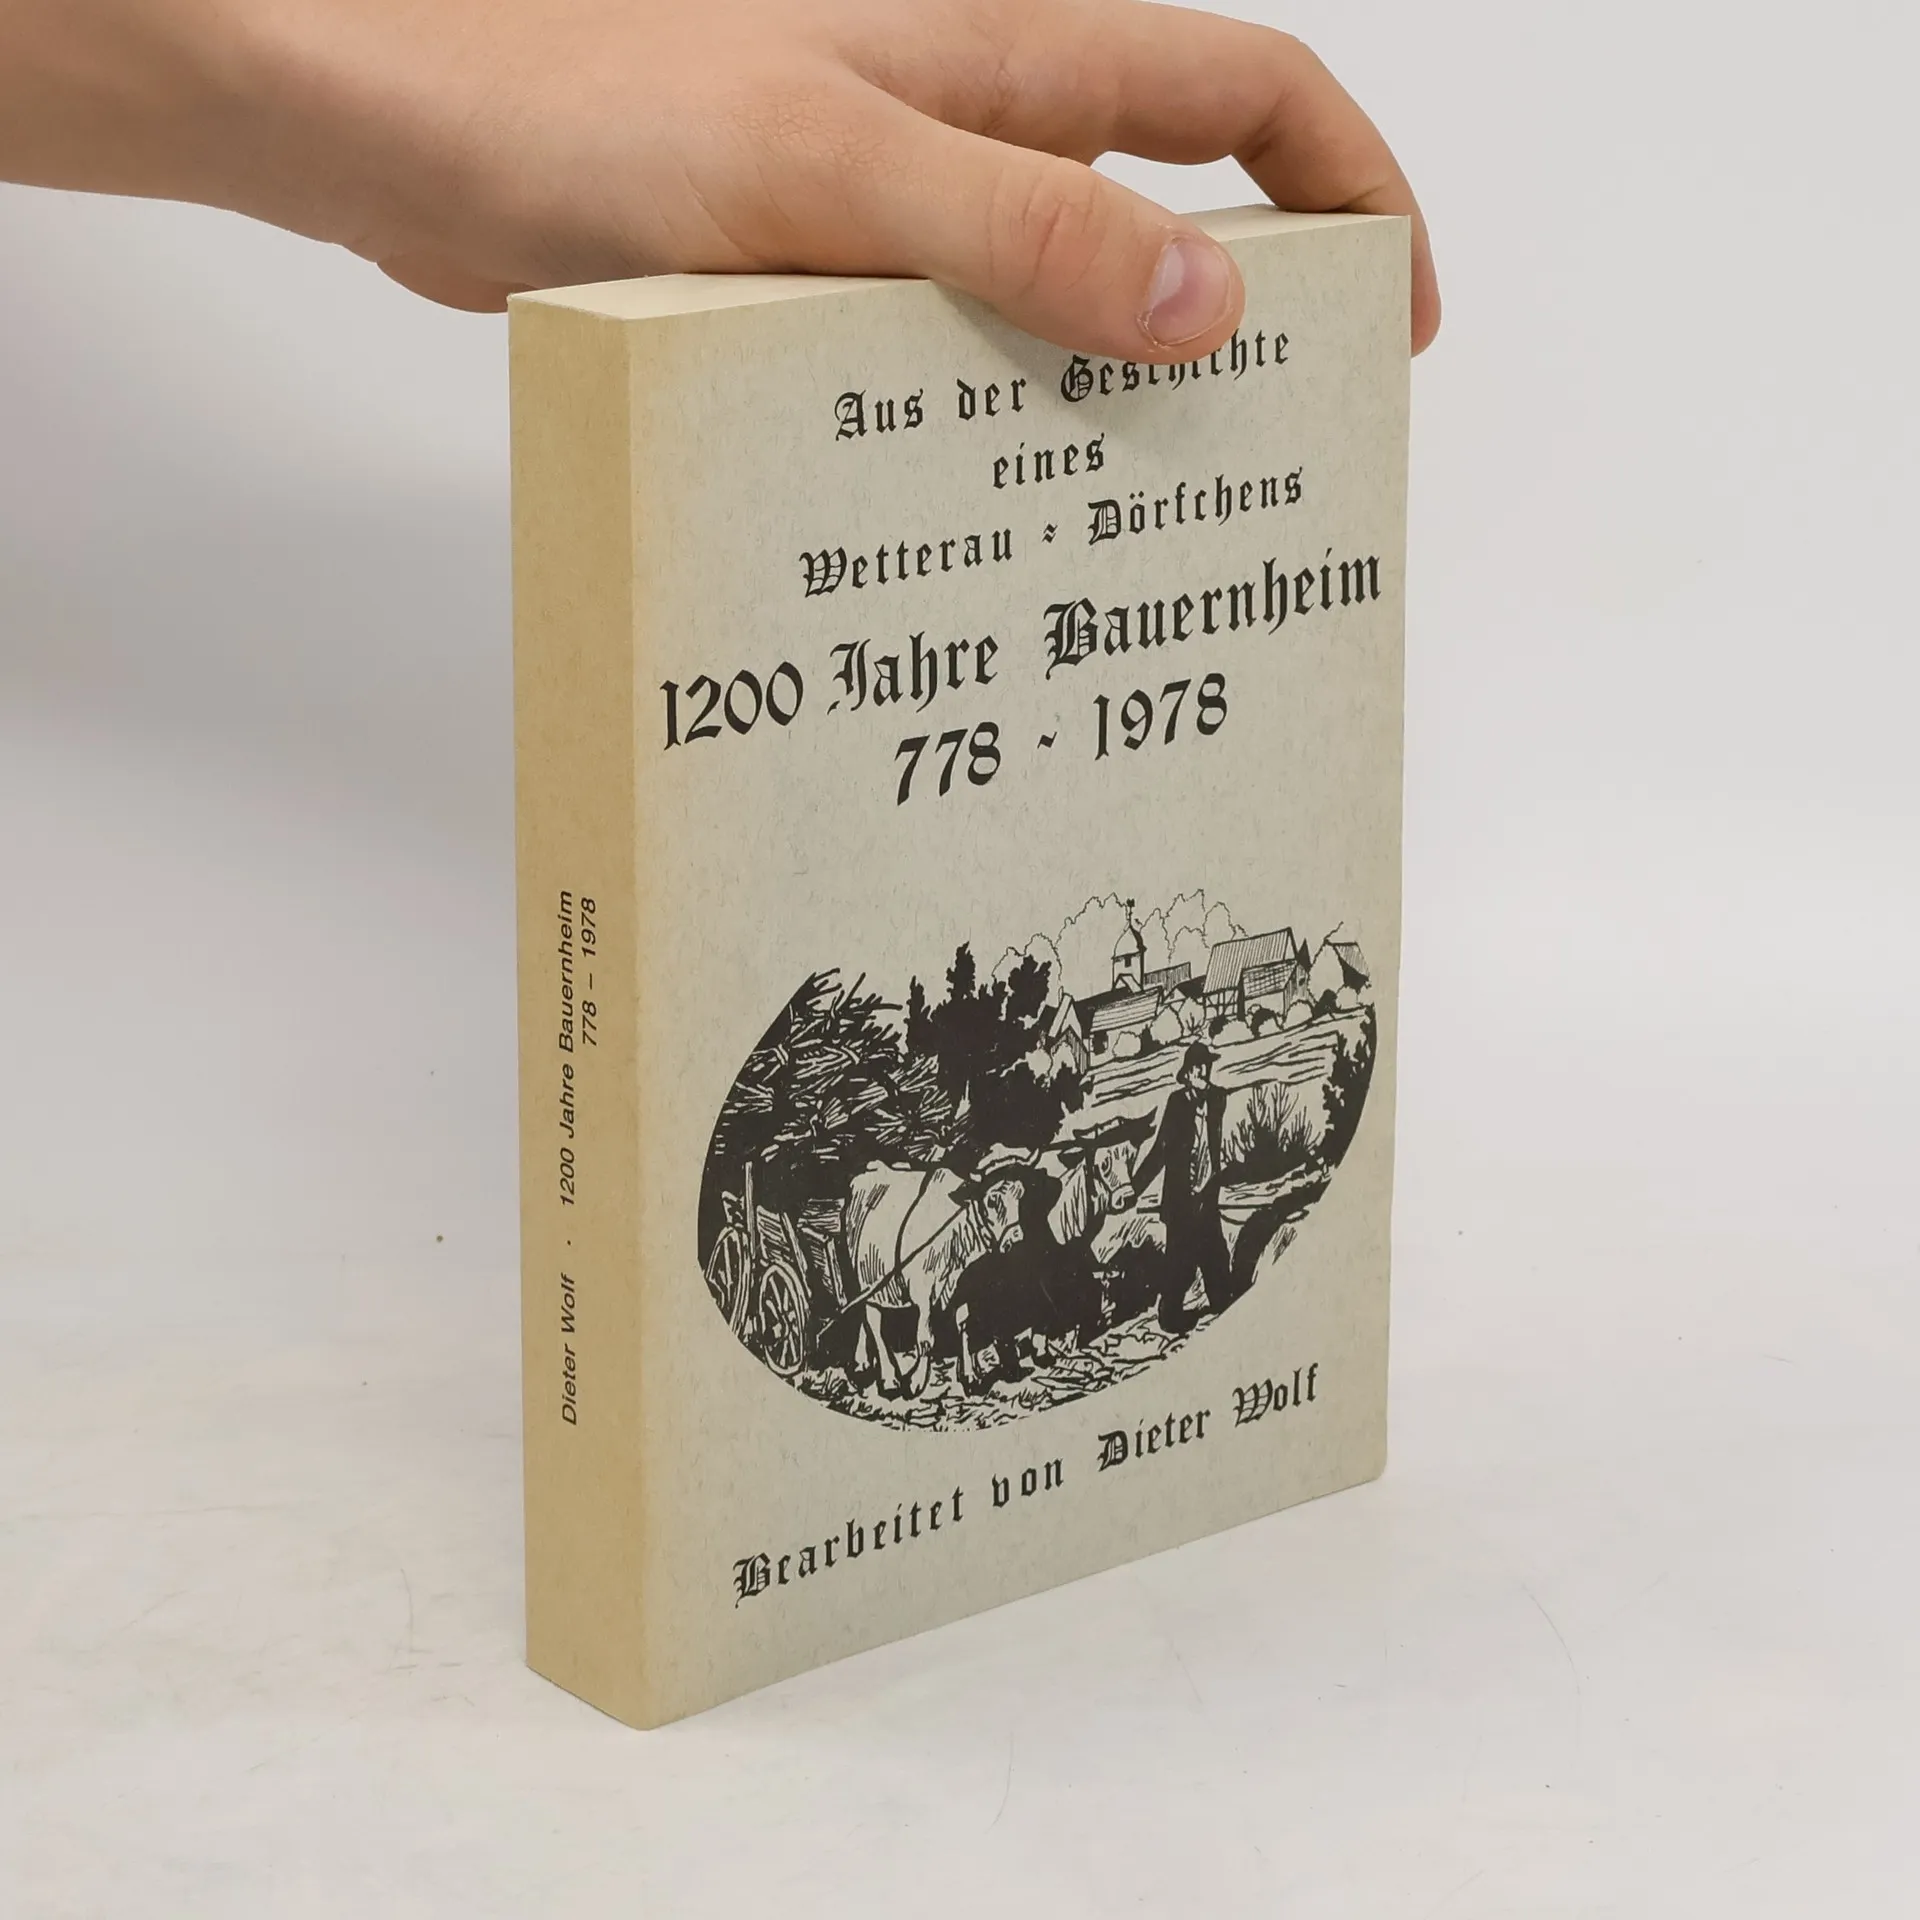 Aus der Geschichte
eines
Wetterau - Dörfchens
1200 Jahre Bauernheim
778 - 1978
Bearbeitet von Dieter Wolf
Dieter Wolf · 1200 Jahre Bauernheim
778 – 1978